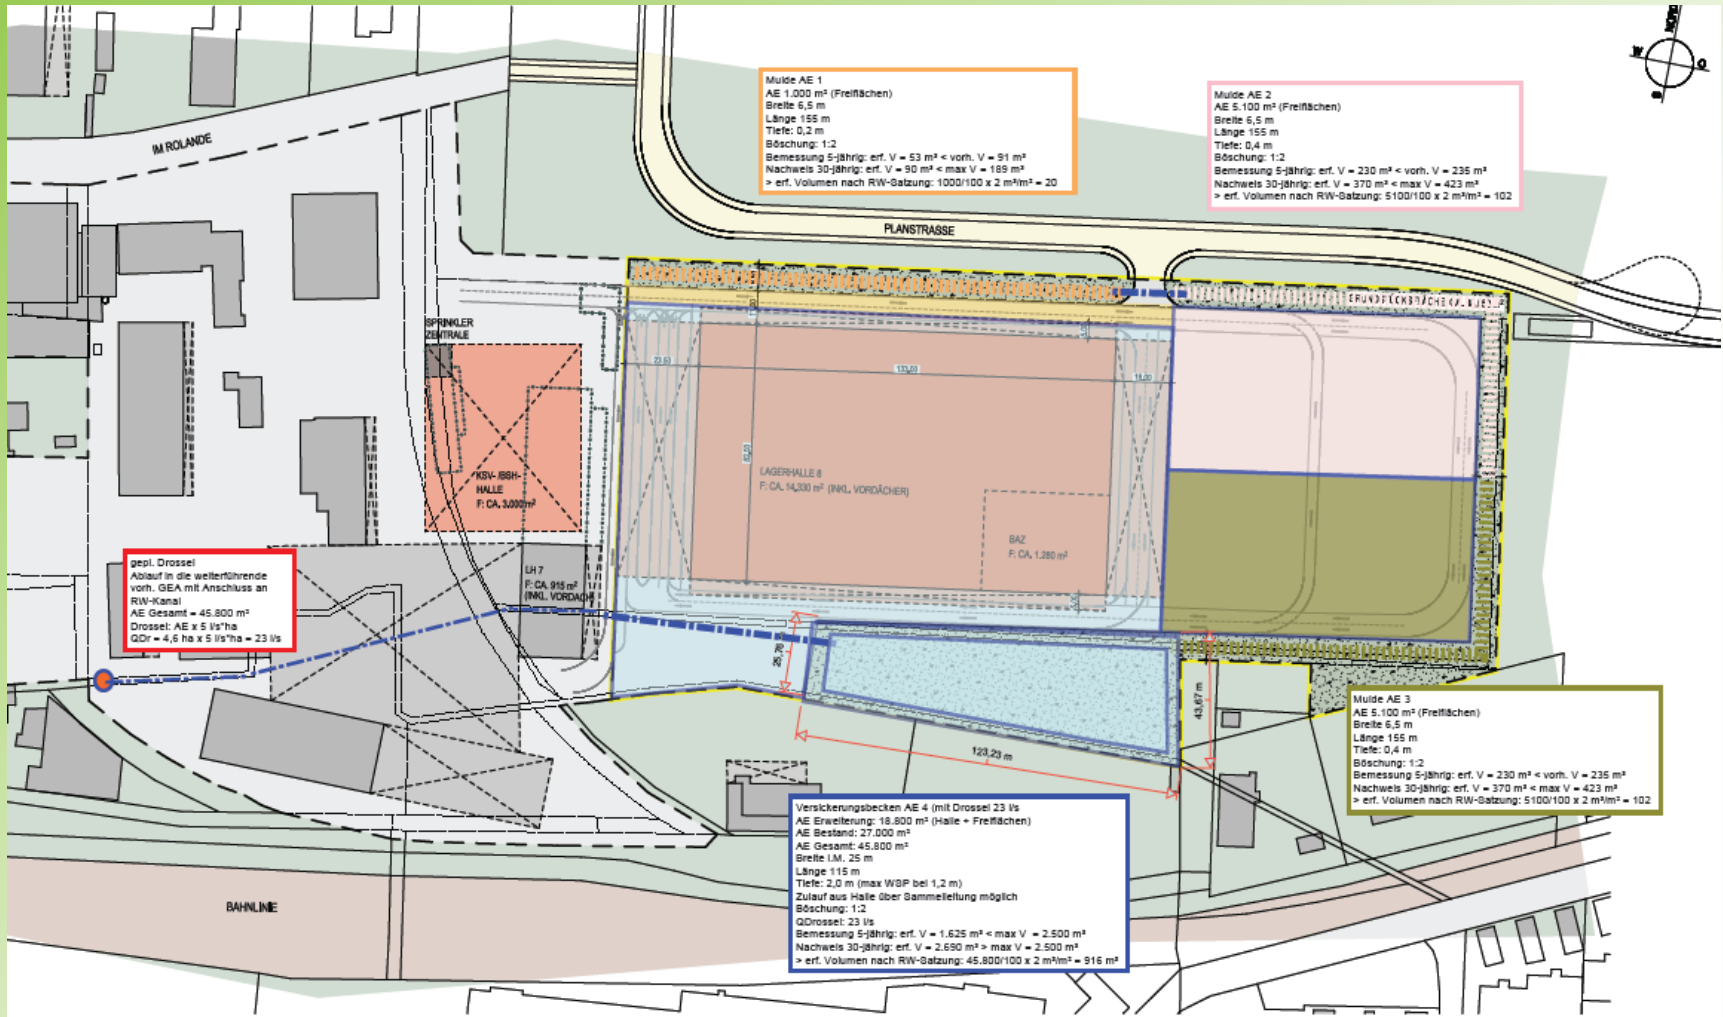 NORD
W
O
S
IM ROLANDE
Mulde AE 1
AE 1.000 m² (Freiflächen)
Breite 6,5 m
Länge 155 m
Tiefe: 0,2 m
Böschung: 1:2
Bemessung 5-jährig: erf. V = 53 m³ < vorh. V = 91 m³
Nachweis 30-jährig: erf. V = 90 m³ < max V = 189 m³
> erf. Volumen nach RW-Satzung: 1000/100 x 2 m³/m² = 20
Mulde AE 2
AE 5.100 m² (Freiflächen)
Breite 6,5 m
Länge 155 m
Tiefe: 0,4 m
Böschung: 1:2
Bemessung 5-jährig: erf. V = 230 m³ < vorh. V = 235 m³
Nachweis 30-jährig: erf. V = 370 m³ < max V = 423 m³
> erf. Volumen nach RW-Satzung: 5100/100 x 2 m³/m² = 102
PLANSTRASSE
SPRINKLER
ZENTRALE
23,53
133,03
18,00
KSV-/BSH-
HALLE
F: CA. 3.000 m²
LAGERHALLE 8
F: CA. 14.330 m² (INKL. VORDÄCHER)
BAZ
F: CA. 1.280 m²
LH 7
F: CA. 915 m²
(INKL. VORDACH)
gepl. Drossel
Ablauf in die weiterführende
vorh. GEA mit Anschluss an
RW-Kanal
AE Gesamt = 45.800 m²
Drossel: AE x 5 l/s*ha
QDr = 4,6 ha x 5 l/s*ha = 23 l/s
25,76
43,67 m
123,23 m
Mulde AE 3
AE 5.100 m² (Freiflächen)
Breite 6,5 m
Länge 155 m
Tiefe: 0,4 m
Böschung: 1:2
Bemessung 5-jährig: erf. V = 230 m³ < vorh. V = 235 m³
Nachweis 30-jährig: erf. V = 370 m³ < max V = 423 m³
> erf. Volumen nach RW-Satzung: 5100/100 x 2 m³/m² = 102
Versickerungsbecken AE 4 (mit Drossel 23 l/s
AE Erweiterung: 18.800 m² (Halle + Freiflächen)
AE Bestand: 27.000 m²
AE Gesamt: 45.800 m²
Breite i.M. 25 m
Länge 115 m
Tiefe: 2,0 m (max WSP bei 1,2 m)
Zulauf aus Halle über Sammelleitung möglich
Böschung: 1:2
QDrossel: 23 l/s
Bemessung 5-jährig: erf. V = 1.625 m³ < max V = 2.500 m³
Nachweis 30-jährig: erf. V = 2.690 m³ > max V = 2.500 m³
> erf. Volumen nach RW-Satzung: 45.800/100 x 2 m³/m² = 916 m³
BAHNLINIE